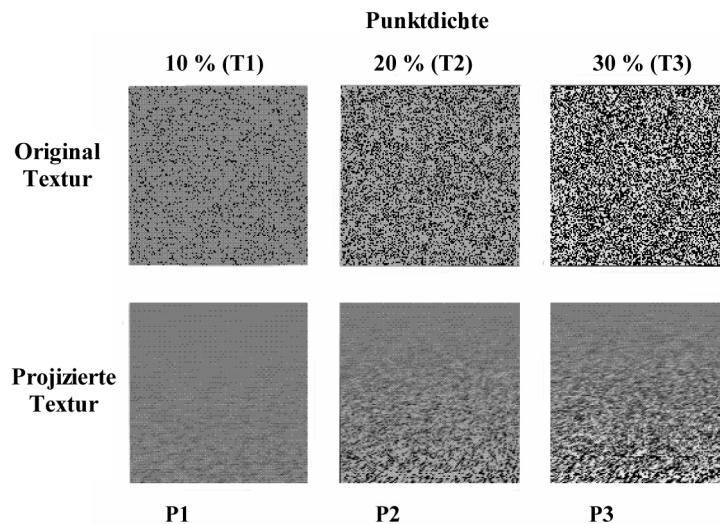 Punktdichte
10 % (T1)
20 % (T2)
30 % (T3)
Original
Textur
Projizierte
Textur
P1
P2
P3